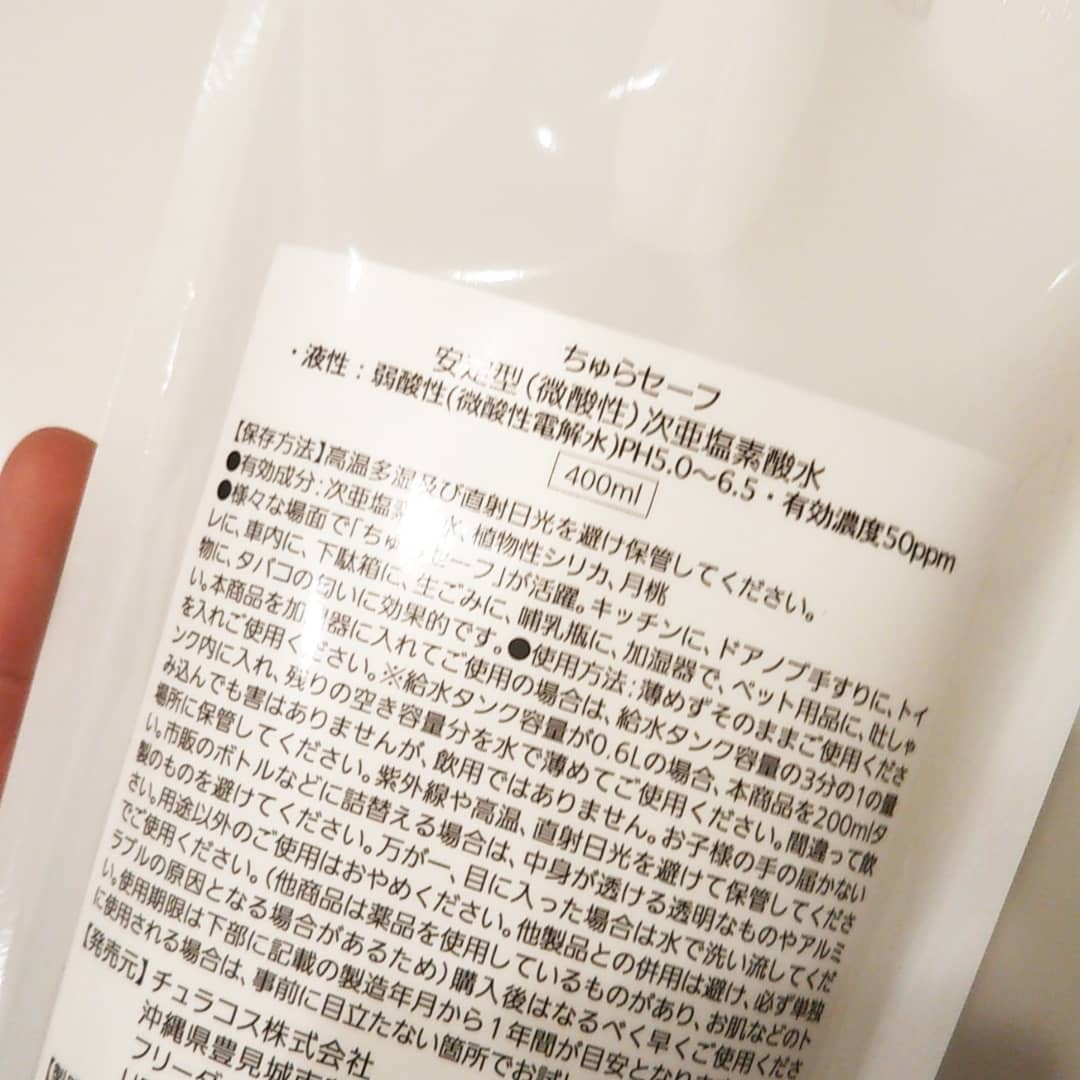 ちゅらセーフ
安定型(微酸性)次亜塩素酸水
・液性：弱酸性(微酸性電解水)PH5.0〜6.5・有効濃度50ppm
400ml
【保存方法】高温多湿及び直射日光を避け保管してください。
●有効成分：次亜塩素酸水、植物性シリカ、月桃
●様々な場面で「ちゅらセーフ」が活躍。キッチンに、ドアノブ手すりに、トイ
レに、車内に、下駄箱に、生ごみに、哺乳瓶に、加湿器で、ペット用品に、吐しゃ
物に、タバコの匂いに効果的です。●使用方法：薄めずそのままご使用くださ
い。本商品を加湿器に入れてご使用の場合は、給水タンク容量の3分の1の量
を入れご使用ください。※給水タンク容量が0.6Lの場合、本商品を200mlタ
ンク内に入れ、残りの空き容量分を水で薄めてご使用ください。間違って飲
み込んでも害はありませんが、飲用ではありません。お子様の手の届かない
場所に保管してください。紫外線や高温、直射日光を避けて保管してくださ
い。市販のボトルなどに詰替える場合は、中身が透ける透明なものやアルミ
製のものを避けてください。万が一、目に入った場合は水で洗い流してくだ
さい。用途以外のご使用はおやめください。他製品との併用は避け、必ず単独
でご使用ください。(他商品は薬品を使用しているものがあり、お肌などのト
ラブルの原因となる場合があるため)購入後はなるべく早くご使用くださ
い。使用期限は下部に記載の製造年月から1年間が目安となり
に使用される場合は、事前に目立たない箇所でお試し
【発売元】チュラコス株式会社
沖縄県豊見城市
フリーダ
【製